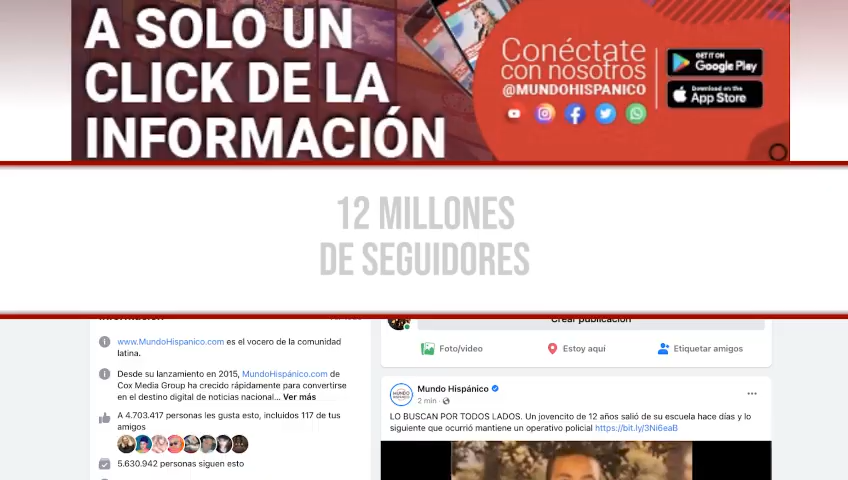 A SOLO UN
CLICK DE LA
INFORMACIÓN
Conéctate
con nosotros
@MUNDOHISPANICO
GET IT ON
Google Play
Download on the
App Store
12 MILLONES
DE SEGUIDORES
Crear publicación
www.MundoHispanico.com es el vocero de la comunidad
latina.
Desde su lanzamiento en 2015, MundoHispánico.com de
Cox Media Group ha crecido rápidamente para convertirse
en el destino digital de noticias nacional... Ver más
A 4.703.417 personas les gusta esto, incluidos 117 de tus
amigos
5.630.942 personas siguen esto
Foto/video
Estoy aquí
Etiquetar amigos
Mundo Hispánico
2 min ·
LO BUSCAN POR TODOS LADOS. Un jovencito de 12 años salió de su escuela hace días y lo
siguiente que ocurrió mantiene un operativo policial https://bit.ly/3Ni6eaB